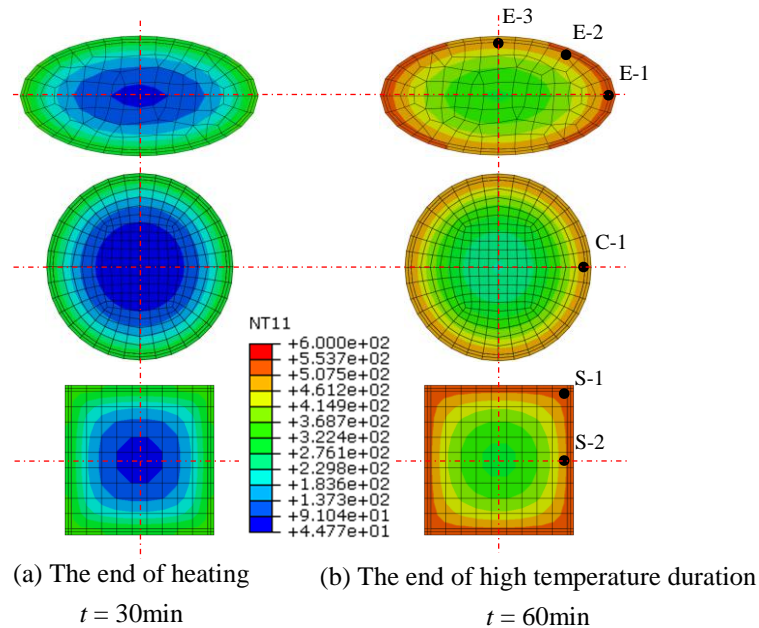 E-3
E-2
E-1
C-1
NT11
+6.000e+02
+5.537e+02
+5.075e+02
+4.612e+02
+4.149e+02
+3.687e+02
+3.224e+02
+2.761e+02
+2.298e+02
+1.836e+02
+1.373e+02
+9.104e+01
+4.477e+01
S-1
S-2
(a) The end of heating
t = 30min
(b) The end of high temperature duration
t = 60min